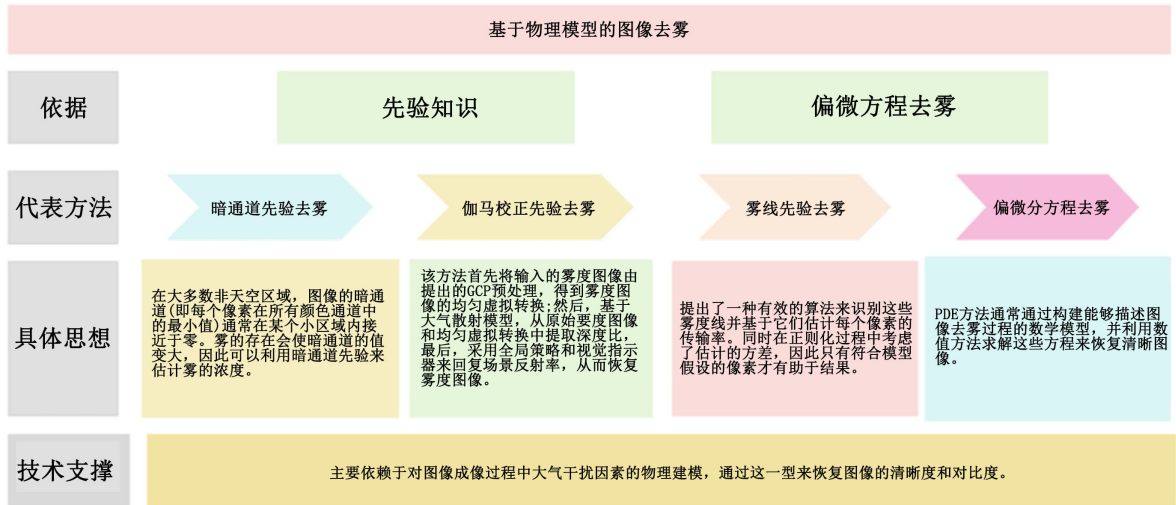 基于物理模型的图像去雾
依据
先验知识
偏微方程去雾
代表方法
暗通道先验去雾
伽马校正先验去雾
雾线先验去雾
偏微分方程去雾
具体思想
在大多数非天空区域，图像的暗通
道(即每个像素在所有颜色通道中
的最小值)通常在某个小区域内接
近于零。雾的存在会使暗通道的值
变大，因此可以利用暗通道先验来
估计雾的浓度。
该方法首先将输入的雾度图像由
提出的GCP预处理，得到雾度图
像的均匀虚拟转换;然后，基于
大气散射模型，从原始要度图像
和均匀虚拟转换中提取深度比，
最后，采用全局策略和视觉指示
器来回复场景反射率，从而恢复
雾度图像。
提出了一种有效的算法来识别这些
雾度线并基于它们估计每个像素的
传输率。同时在正则化过程中考虑
了估计的方差，因此只有符合模型
假设的像素才有助于结果。
PDE方法通常通过构建能够描述图
像去雾过程的数学模型，并利用数
值方法求解这些方程来恢复清晰图
像。
技术支撑
主要依赖于对图像成像过程中大气干扰因素的物理建模，通过这一型来恢复图像的清晰度和对比度。